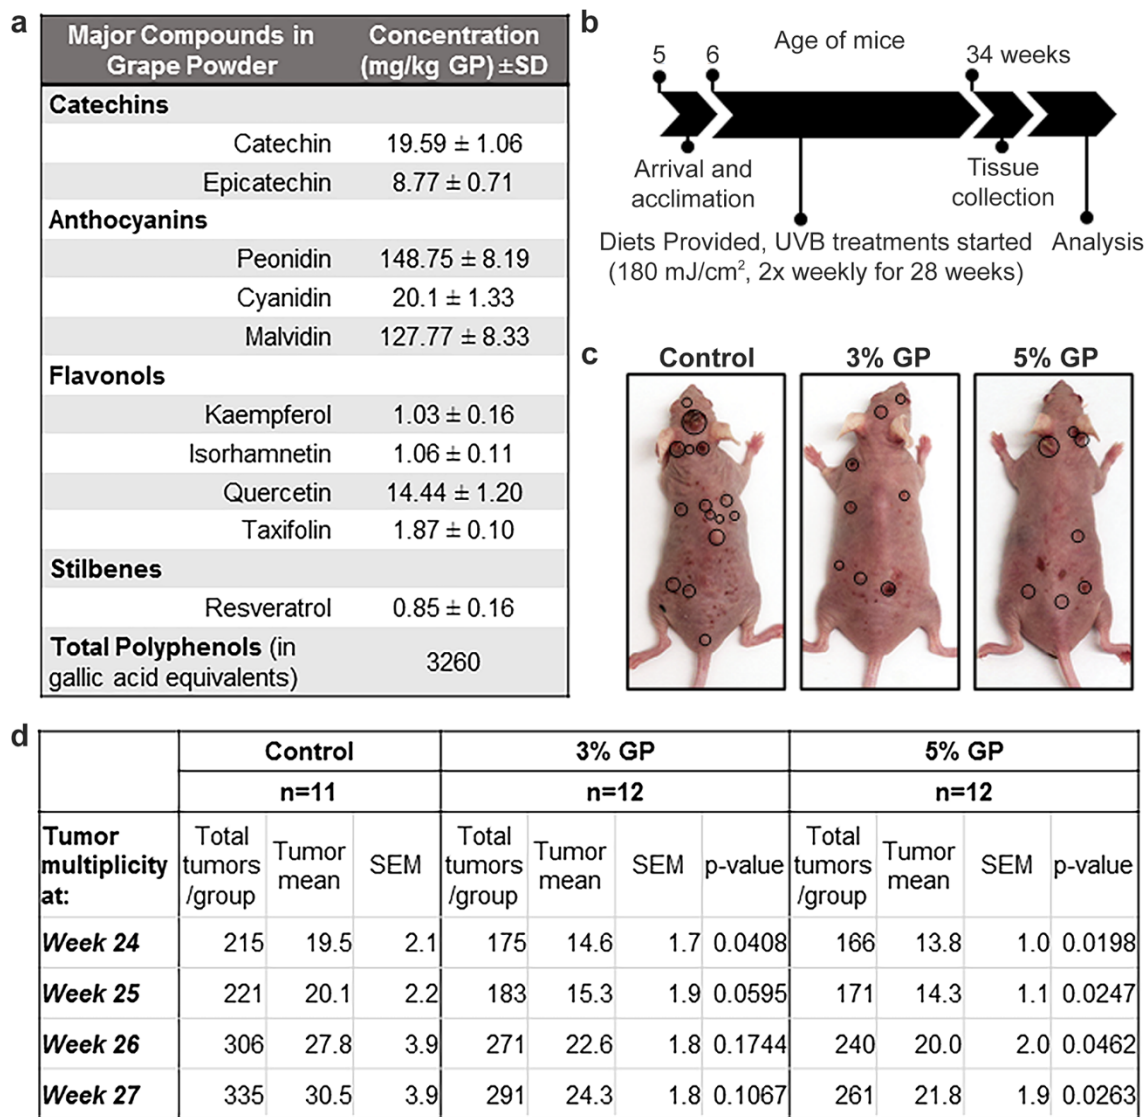 a
Major Compounds in Grape Powder Concentration (mg/kg GP) ±SD
Catechins
Catechin 19.59 ± 1.06
Epicatechin 8.77 ± 0.71
Anthocyanins
Peonidin 148.75 ± 8.19
Cyanidin 20.1 ± 1.33
Malvidin 127.77 ± 8.33
Flavonols
Kaempferol 1.03 ± 0.16
Isorhamnetin 1.06 ± 0.11
Quercetin 14.44 ± 1.20
Taxifolin 1.87 ± 0.10
Stilbenes
Resveratrol 0.85 ± 0.16
Total Polyphenols (in gallic acid equivalents) 3260
b
Age of mice
5 6 34 weeks
Arrival and acclimation
Tissue collection
Diets Provided, UVB treatments started
(180 mJ/cm², 2x weekly for 28 weeks)
Analysis
c
Control 3% GP 5% GP
d
Control 3% GP 5% GP
n=11 n=12 n=12
Tumor multiplicity at: Total tumors /group Tumor mean SEM Total tumors /group Tumor mean SEM p-value Total tumors /group Tumor mean SEM p-value
Week 24 215 19.5 2.1 175 14.6 1.7 0.0408 166 13.8 1.0 0.0198
Week 25 221 20.1 2.2 183 15.3 1.9 0.0595 171 14.3 1.1 0.0247
Week 26 306 27.8 3.9 271 22.6 1.8 0.1744 240 20.0 2.0 0.0462
Week 27 335 30.5 3.9 291 24.3 1.8 0.1067 261 21.8 1.9 0.0263